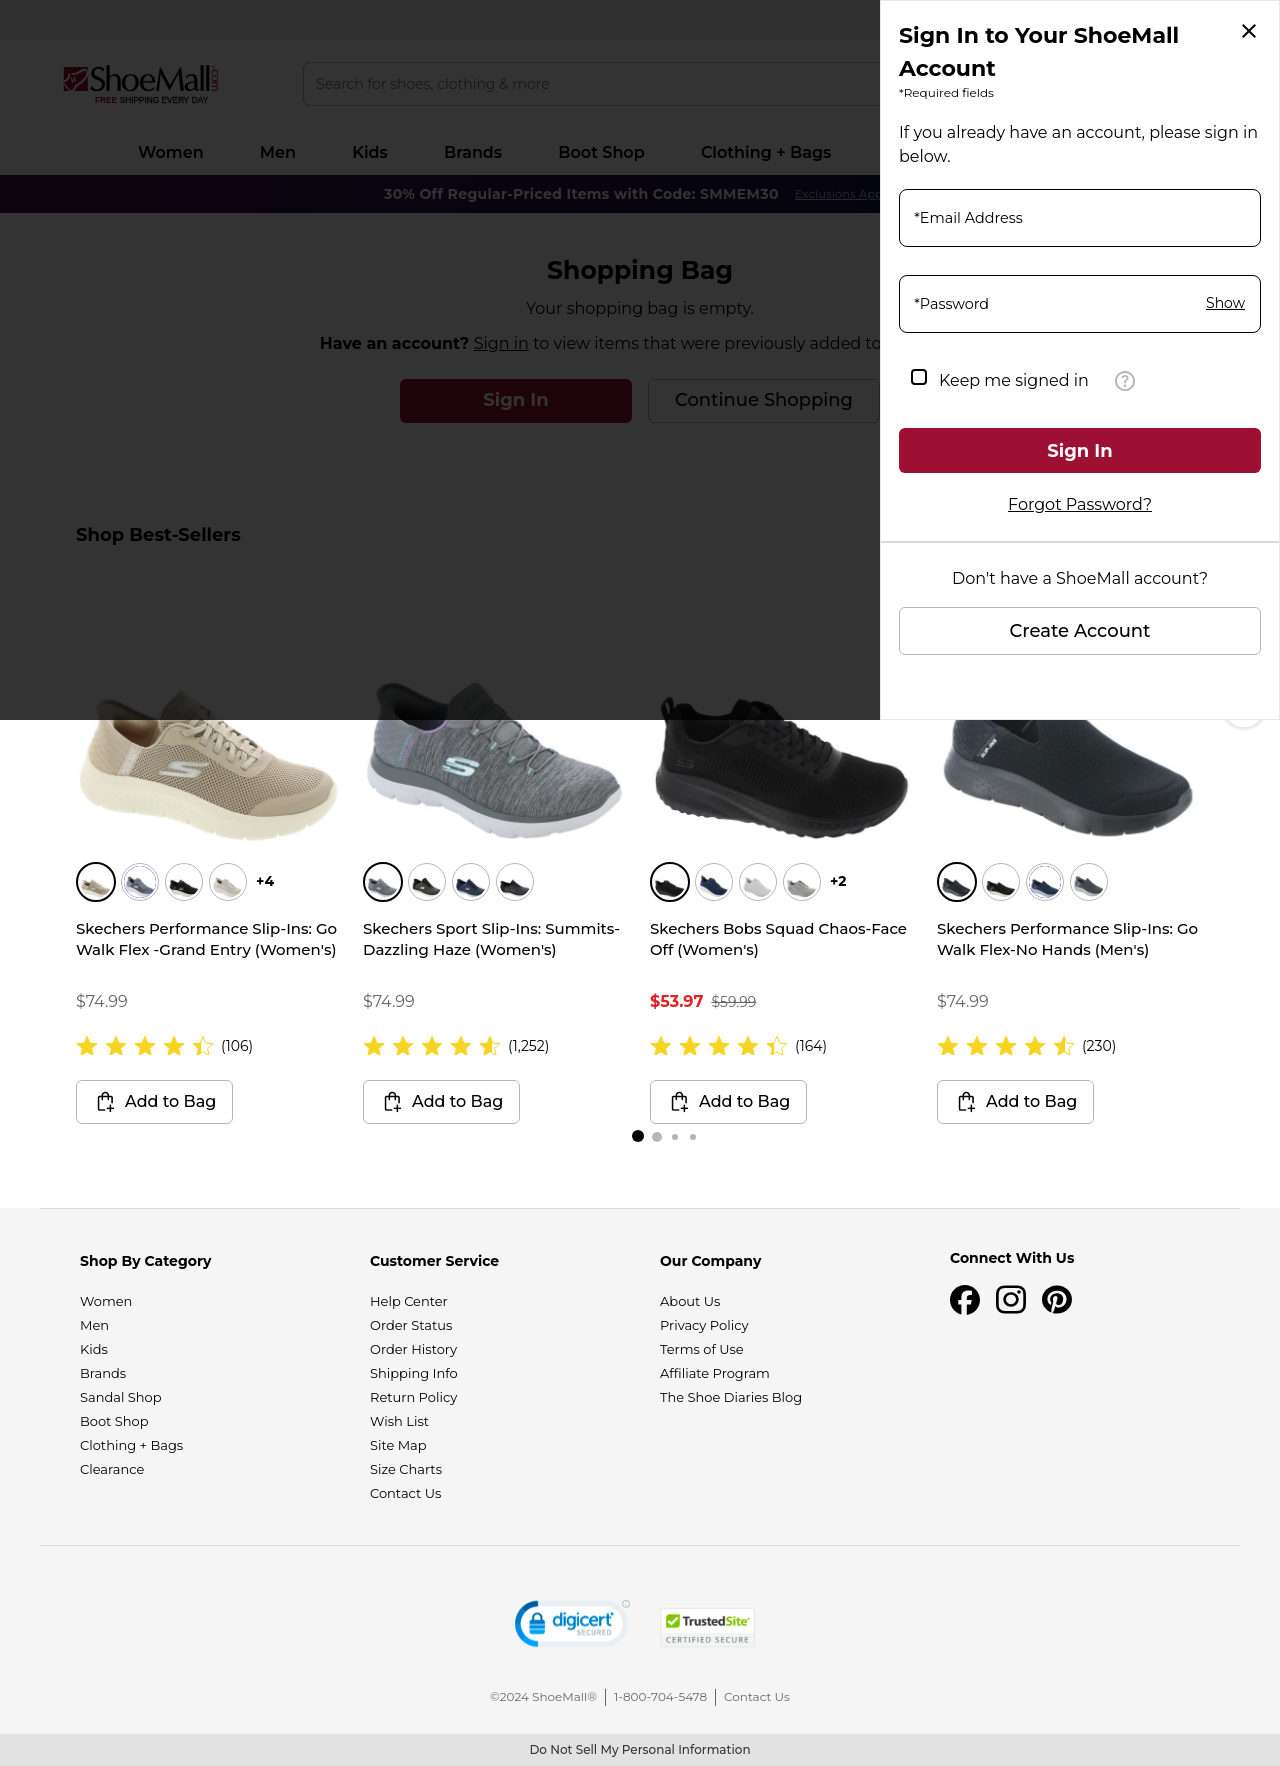 ShoeMall.com
FREE SHIPPING EVERY DAY
Search for shoes, clothing & more
Women
Men
Kids
Brands
Boot Shop
Clothing + Bags
30% Off Regular-Priced Items with Code: SMMEM30
Exclusions App
Shopping Bag
Your shopping bag is empty.
Have an account? Sign in to view items that were previously added to
Sign In
Continue Shopping
Shop Best-Sellers
Sign In to Your ShoeMall
Account
*Required fields
If you already have an account, please sign in
below.
*Email Address
*Password
Show
Keep me signed in
?
Sign In
Forgot Password?
Don't have a ShoeMall account?
Create Account
+4
Skechers Performance Slip-Ins: Go
Walk Flex -Grand Entry (Women's)
$74.99
(106)
Add to Bag
Skechers Sport Slip-Ins: Summits-
Dazzling Haze (Women's)
$74.99
(1,252)
Add to Bag
+2
Skechers Bobs Squad Chaos-Face
Off (Women's)
$53.97 $59.99
(164)
Add to Bag
Skechers Performance Slip-Ins: Go
Walk Flex-No Hands (Men's)
$74.99
(230)
Add to Bag
Shop By Category
Women
Men
Kids
Brands
Sandal Shop
Boot Shop
Clothing + Bags
Clearance
Customer Service
Help Center
Order Status
Order History
Shipping Info
Return Policy
Wish List
Site Map
Size Charts
Contact Us
Our Company
About Us
Privacy Policy
Terms of Use
Affiliate Program
The Shoe Diaries Blog
Connect With Us
digicert
SECURED
TrustedSite
CERTIFIED SECURE
©2024 ShoeMall®
1-800-704-5478
Contact Us
Do Not Sell My Personal Information